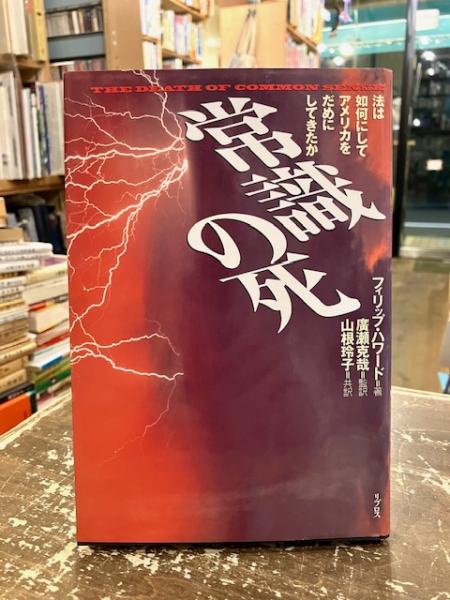 THE DEATH OF COMMON SENSE
法は
如何にして
アメリカを
だめに
してきたか
常識の死
フィリップ・ハワード=著
廣瀬克哉=監訳
山根玲子=共訳
リブロス